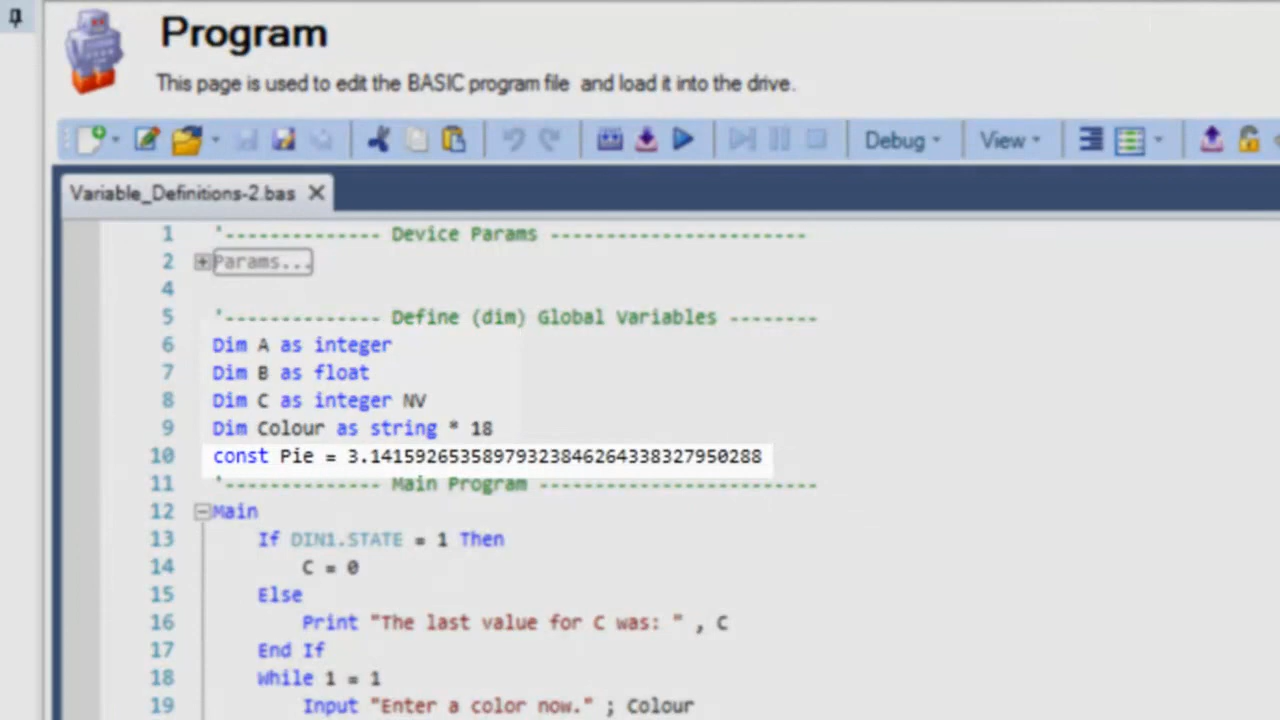 Program
This page is used to edit the BASIC program file and load it into the drive.
Debug View
Variable_Definitions-2.bas
1 '-------------- Device Params -----------------------
2 Params...
4
5 '-------------- Define (dim) Global Variables --------
6 Dim A as integer
7 Dim B as float
8 Dim C as integer NV
9 Dim Colour as string * 18
10 const Pie = 3.1415926535897932384626433832​7950288
11 '-------------- Main Program -------------------------
12 Main
13 If DIN1.STATE = 1 Then
14 C = 0
15 Else
16 Print "The last value for C was: " , C
17 End If
18 While 1 = 1
19 Input "Enter a color now." ; Colour